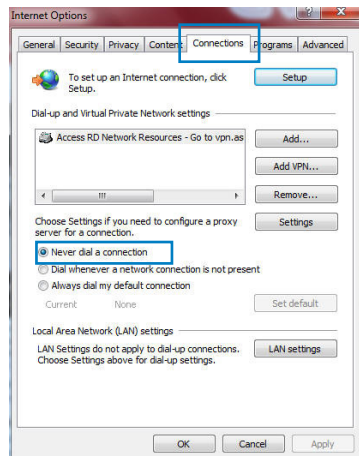 Internet Options
General Security Privacy Content Connections Programs Advanced
To set up an Internet connection, click
Setup.
Setup
Dial-up and Virtual Private Network settings
Access RD Network Resources - Go to vpn.as
Add...
Add VPN...
Remove...
Choose Settings if you need to configure a proxy
server for a connection.
Settings
Never dial a connection
Dial whenever a network connection is not present
Always dial my default connection
Current None
Set default
Local Area Network (LAN) settings
LAN Settings do not apply to dial-up connections.
Choose Settings above for dial-up settings.
LAN settings
OK Cancel Apply